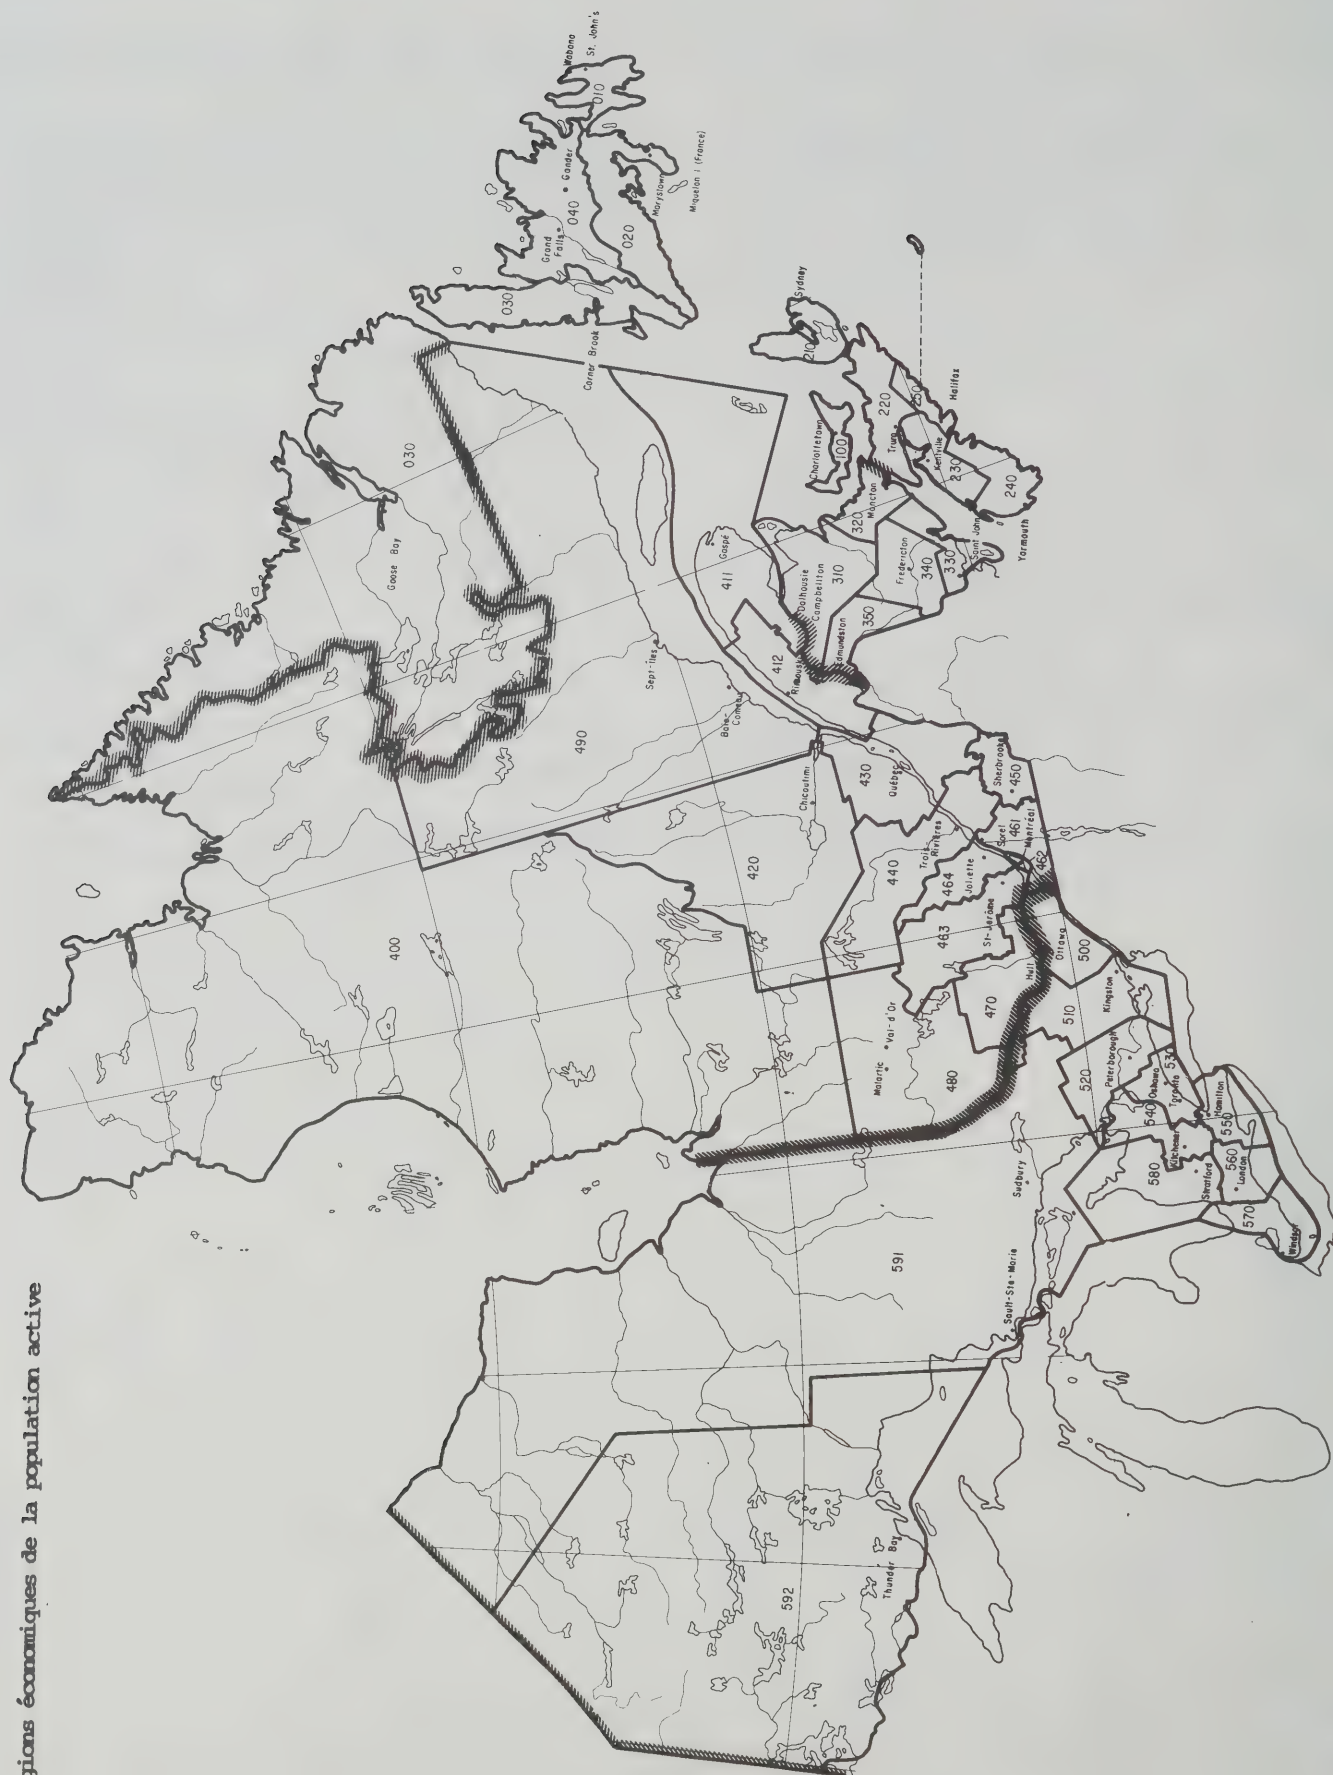 gions économiques de la population active
Wabana
St. John's
010
Gander
040
Grand
Falls
020
Marystown
Miquelon I (France)
030
Corner Brook
030
Goose Bay
Sydney
210
220
250
Halifax
Truro
Kentville
230
240
Yarmouth
Charlottetown
100
Moncton
320
310
Fredericton
340
330
Saint John
350
Edmundston
Dalhousie
Campbellton
Gaspé
411
412
Rimouski
Sept-Iles
Baie-
Comeau
490
400
420
Chicoutimi
430
Québec
440
Trois-
Rivières
464
Joliette
463
St-Jérôme
Sorel
461
Montréal
462
Sherbrooke
450
Hull
470
Val-d'Or
Malartic
480
Ottawa
500
510
Kingston
520
Peterborough
530
Oshawa
Toronto
540
Hamilton
550
Kitchener
580
Stratford
560
London
570
Windsor
Sudbury
591
Sault-Ste-Marie
592
Thunder Bay